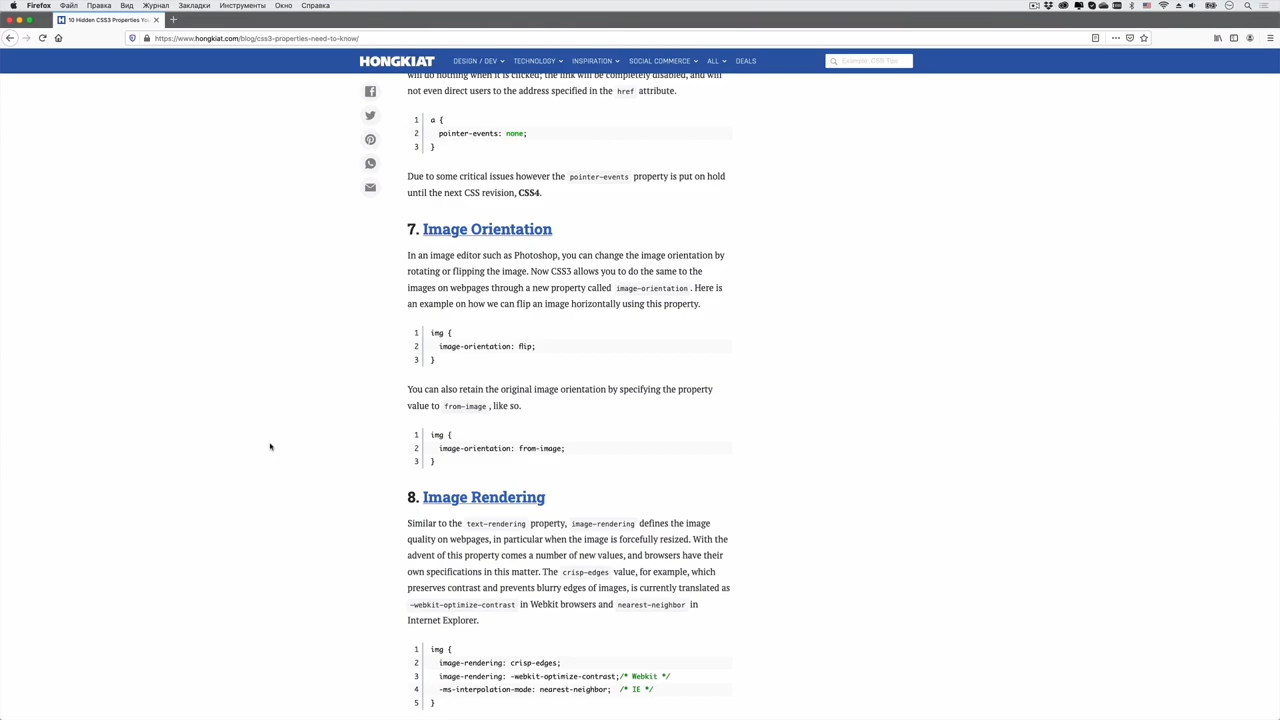 Firefox Файл Правка Вид Журнал Закладки Инструменты Окно Справка
10 Hidden CSS3 Properties You
https://www.hongkiat.com/blog/css3-properties-need-to-know/
HONGKIAT DESIGN / DEV TECHNOLOGY INSPIRATION SOCIAL COMMERCE ALL DEALS Example: CSS Tips
will do nothing when it is clicked; the link will be completely disabled, and will
not even direct users to the address specified in the href attribute.
1 a {
2 pointer-events: none;
3 }
Due to some critical issues however the pointer-events property is put on hold
until the next CSS revision, CSS4.
7. Image Orientation
In an image editor such as Photoshop, you can change the image orientation by
rotating or flipping the image. Now CSS3 allows you to do the same to the
images on webpages through a new property called image-orientation. Here is
an example on how we can flip an image horizontally using this property.
1 img {
2 image-orientation: flip;
3 }
You can also retain the original image orientation by specifying the property
value to from-image, like so.
1 img {
2 image-orientation: from-image;
3 }
8. Image Rendering
Similar to the text-rendering property, image-rendering defines the image
quality on webpages, in particular when the image is forcefully resized. With the
advent of this property comes a number of new values, and browsers have their
own specifications in this matter. The crisp-edges value, for example, which
preserves contrast and prevents blurry edges of images, is currently translated as
-webkit-optimize-contrast in Webkit browsers and nearest-neighbor in
Internet Explorer.
1 img {
2 image-rendering: crisp-edges;
3 image-rendering: -webkit-optimize-contrast;/* Webkit */
4 -ms-interpolation-mode: nearest-neighbor; /* IE */
5 }